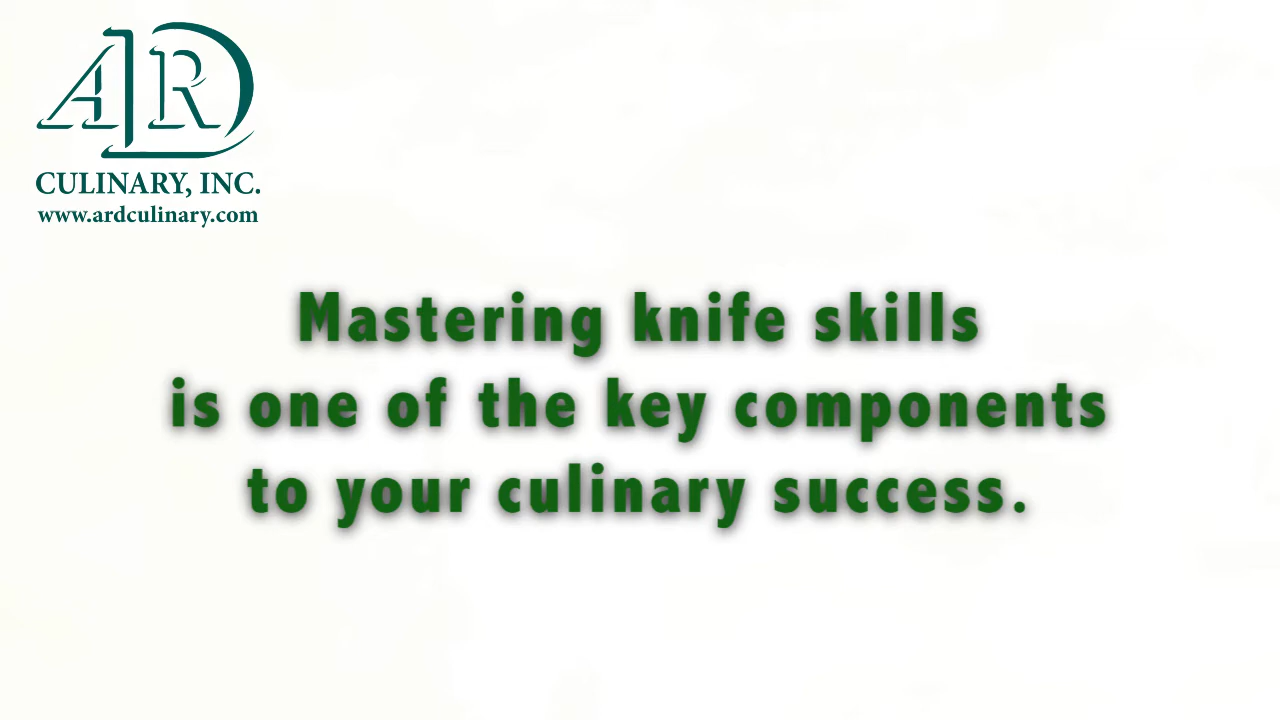 ARD
CULINARY, INC.
www.ardculinary.com
Mastering knife skills
is one of the key components
to your culinary success.